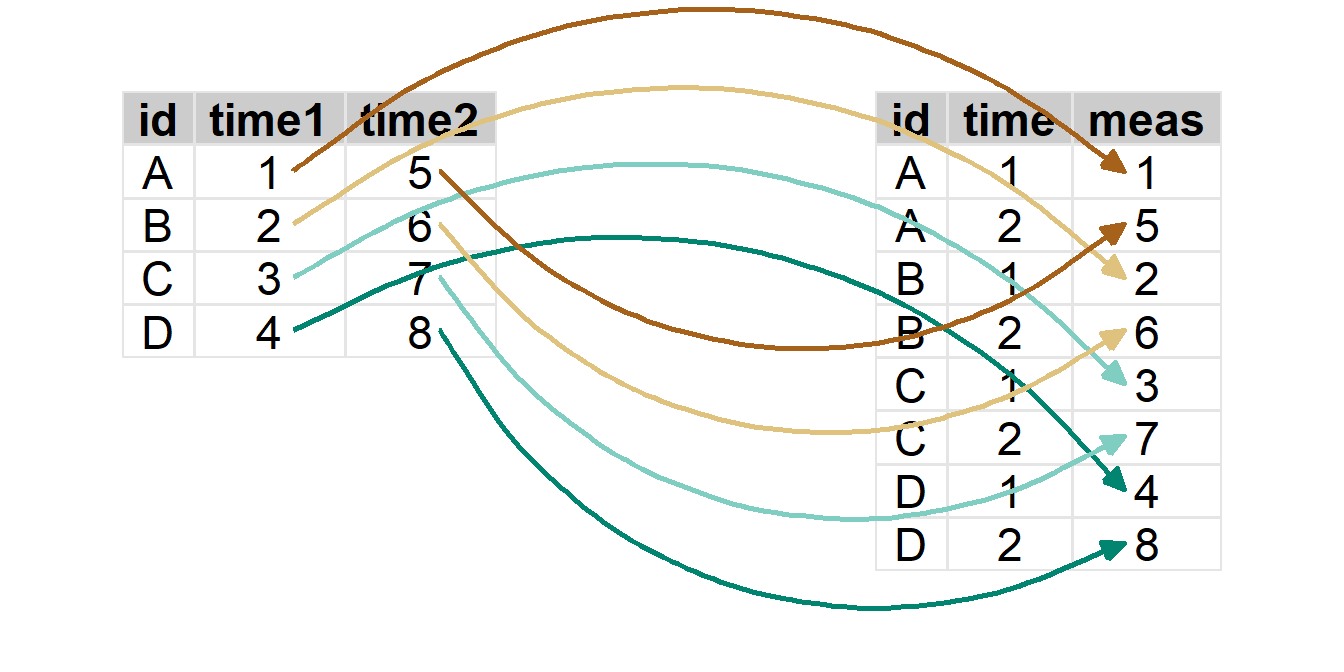 id time1 time2
A 1 5
B 2 6
C 3 7
D 4 8
id time meas
A 1 1
A 2 5
B 1 2
B 2 6
C 1 3
C 2 7
D 1 4
D 2 8